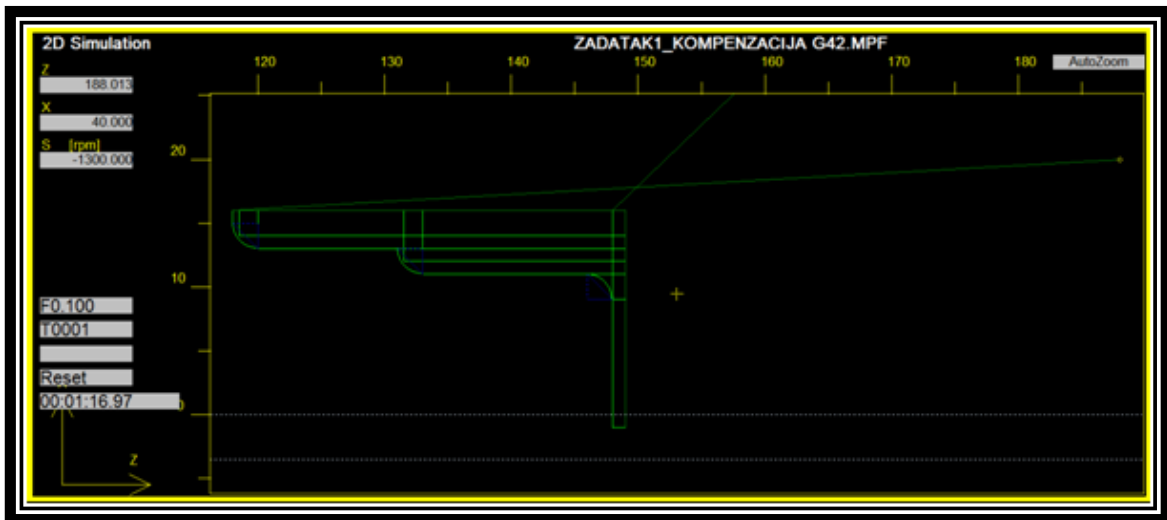 2D Simulation
ZADATAK1_KOMPENZACIJA G42.MPF
120 130 140 150 160 170 180
AutoZoom
Z
188.013
X
40.000
S [rpm]
-1300.000
20
10
F0.100
T0001
Reset
00:01:16.97
0
Z